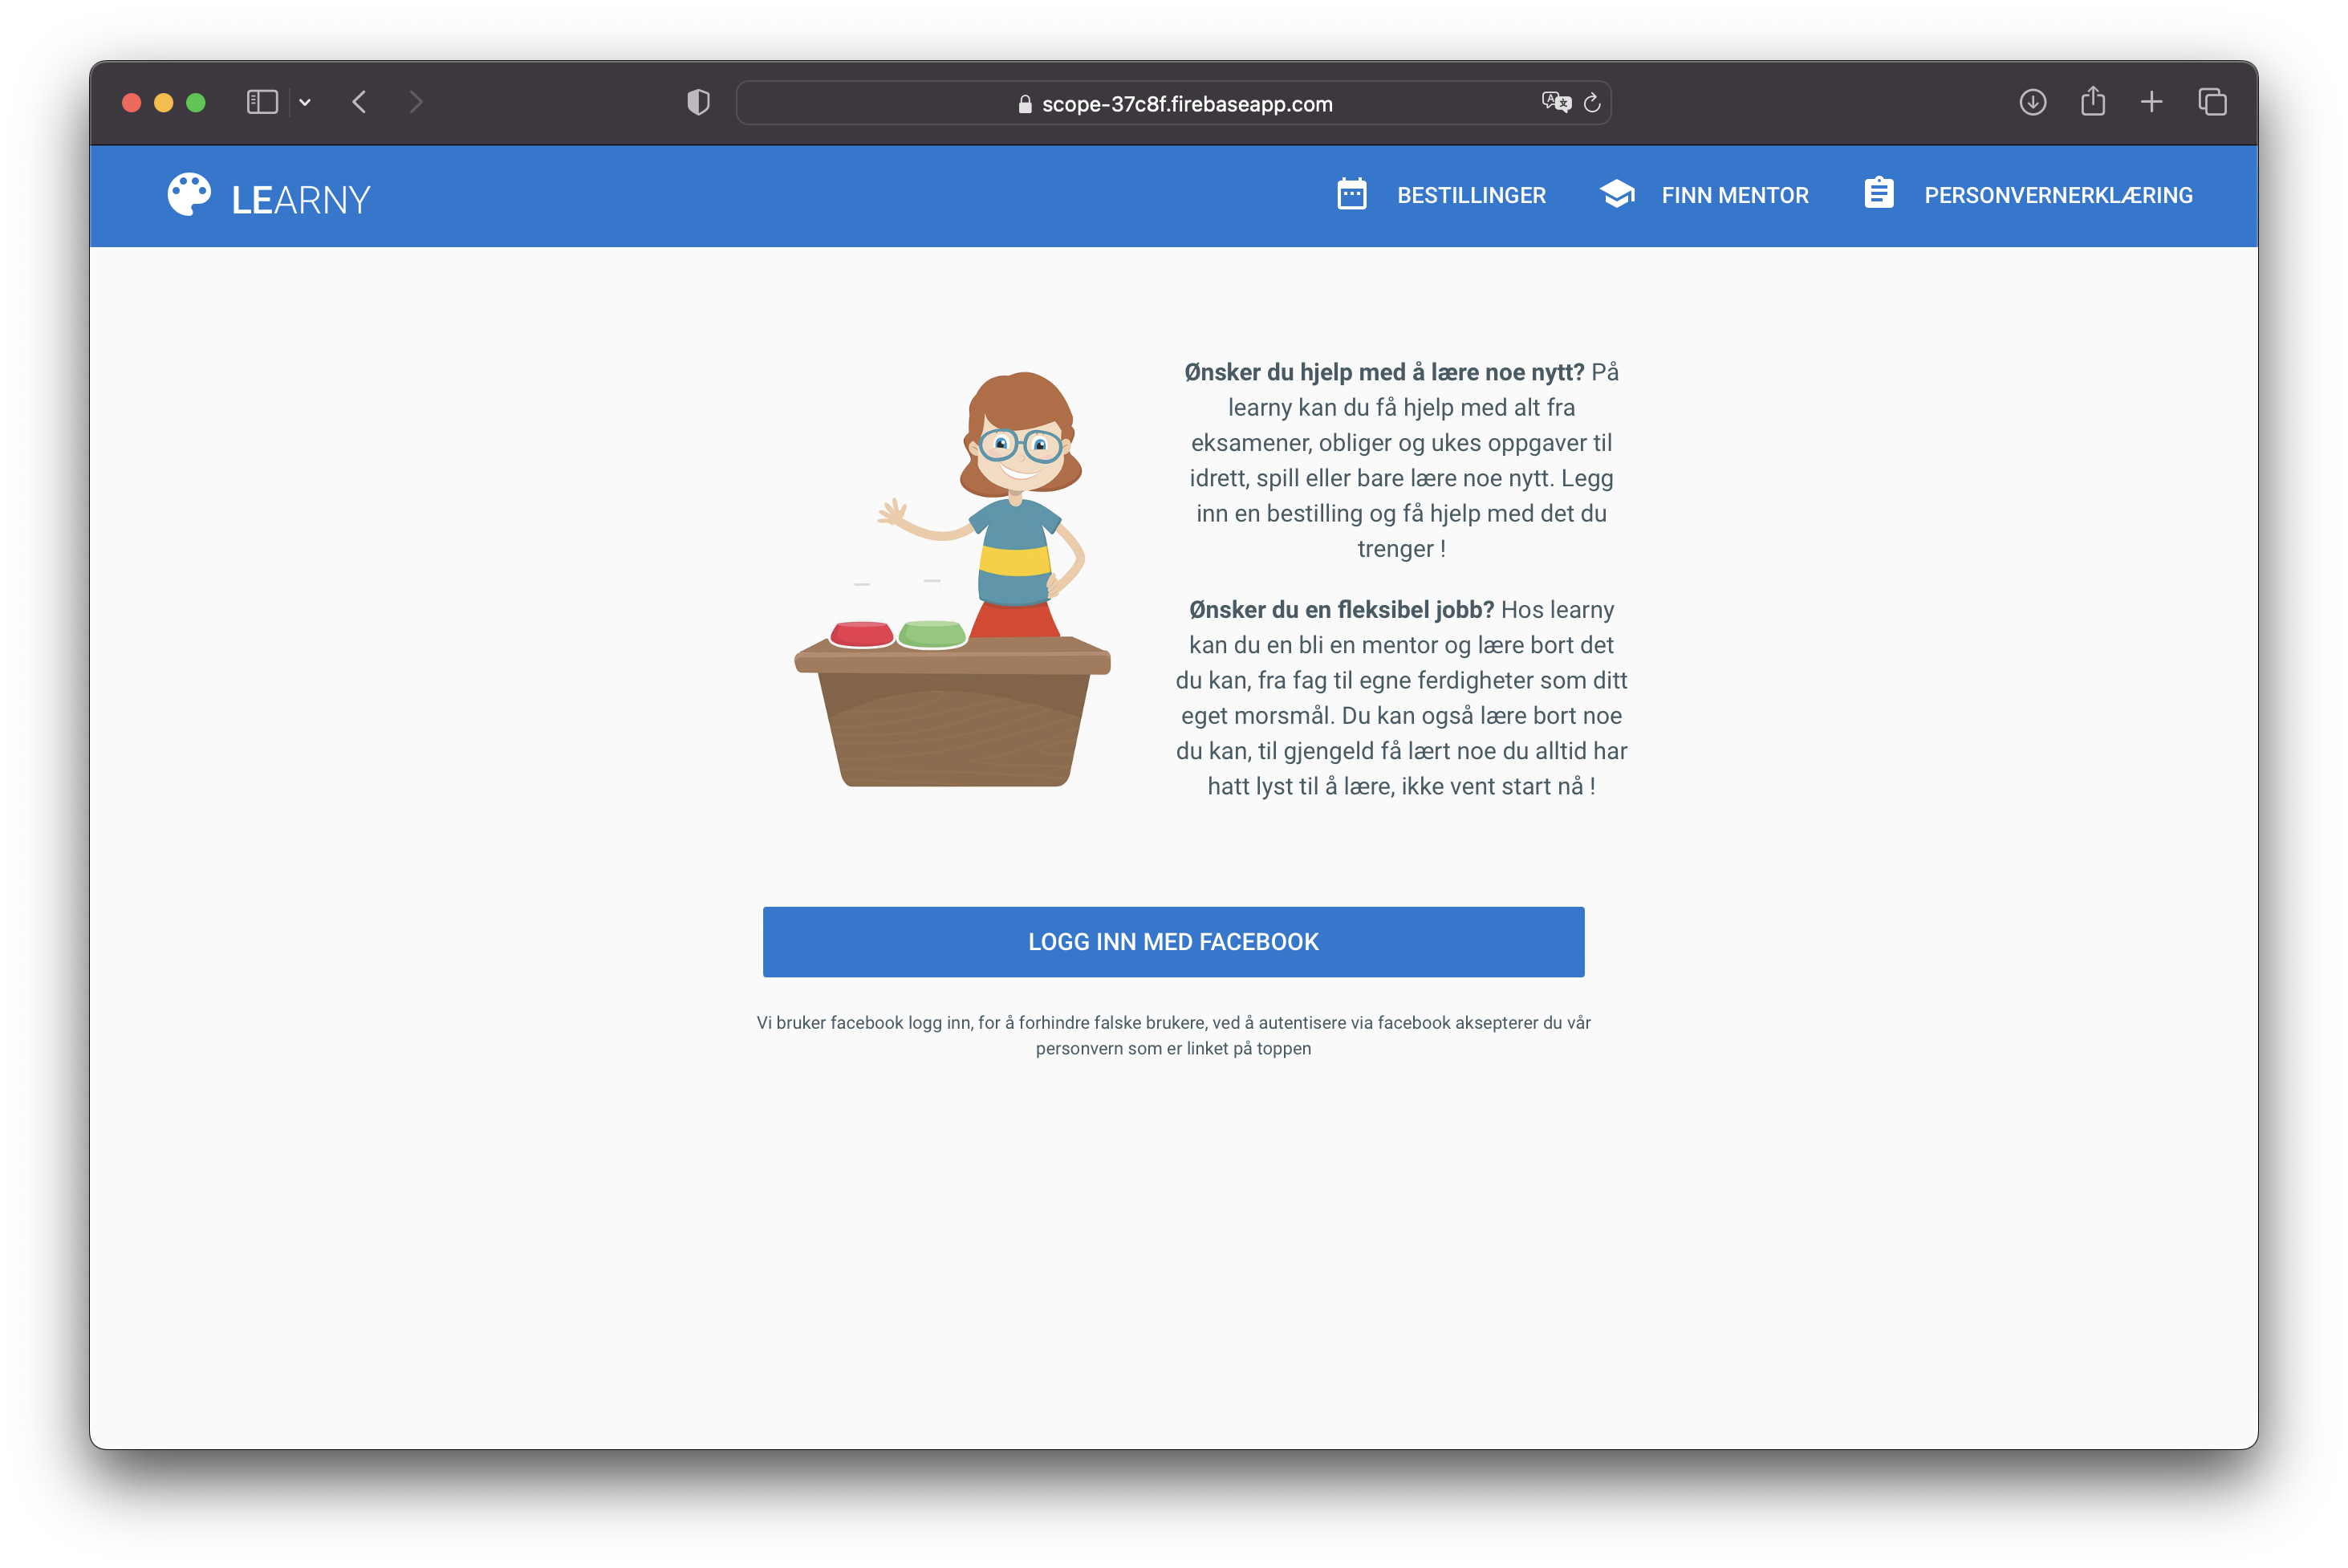 scope-37c8f.firebaseapp.com
LEARNY
BESTILLINGER
FINN MENTOR
PERSONVERNERKLÆRING
Ønsker du hjelp med å lære noe nytt? På
learny kan du få hjelp med alt fra
eksamener, obliger og ukes oppgaver til
idrett, spill eller bare lære noe nytt. Legg
inn en bestilling og få hjelp med det du
trenger !
Ønsker du en fleksibel jobb? Hos learny
kan du en bli en mentor og lære bort det
du kan, fra fag til egne ferdigheter som ditt
eget morsmål. Du kan også lære bort noe
du kan, til gjengeld få lært noe du alltid har
hatt lyst til å lære, ikke vent start nå !
LOGG INN MED FACEBOOK
Vi bruker facebook logg inn, for å forhindre falske brukere, ved å autentisere via facebook aksepterer du vår
personvern som er linket på toppen